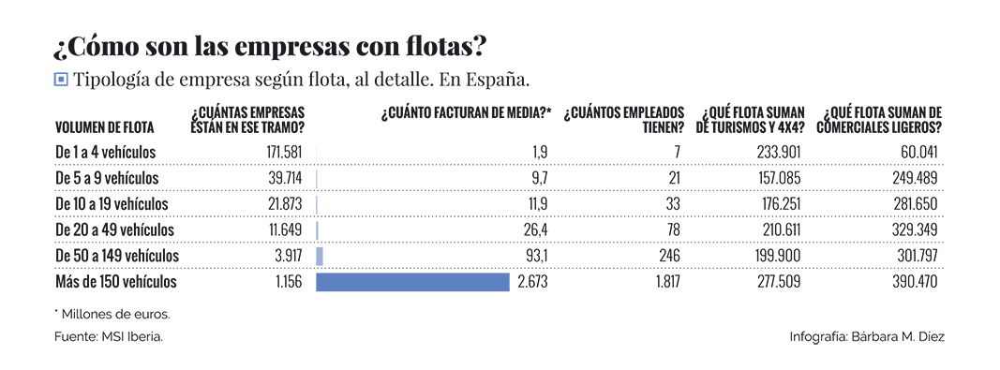 ¿Cómo son las empresas con flotas?
Tipología de empresa según flota, al detalle. En España.
VOLUMEN DE FLOTA ¿CUÁNTAS EMPRESAS ESTÁN EN ESE TRAMO? ¿CUÁNTO FACTURAN DE MEDIA?* ¿CUÁNTOS EMPLEADOS TIENEN? ¿QUÉ FLOTA SUMAN DE TURISMOS Y 4X4? ¿QUÉ FLOTA SUMAN DE COMERCIALES LIGEROS?
De 1 a 4 vehículos 171.581 1,9 7 233.901 60.041
De 5 a 9 vehículos 39.714 9,7 21 157.085 249.489
De 10 a 19 vehículos 21.873 11,9 33 176.251 281.650
De 20 a 49 vehículos 11.649 26,4 78 210.611 329.349
De 50 a 149 vehículos 3.917 93,1 246 199.900 301.797
Más de 150 vehículos 1.156 2.673 1.817 277.509 390.470
* Millones de euros.
Fuente: MSI Iberia. Infografía: Bárbara M. Díez